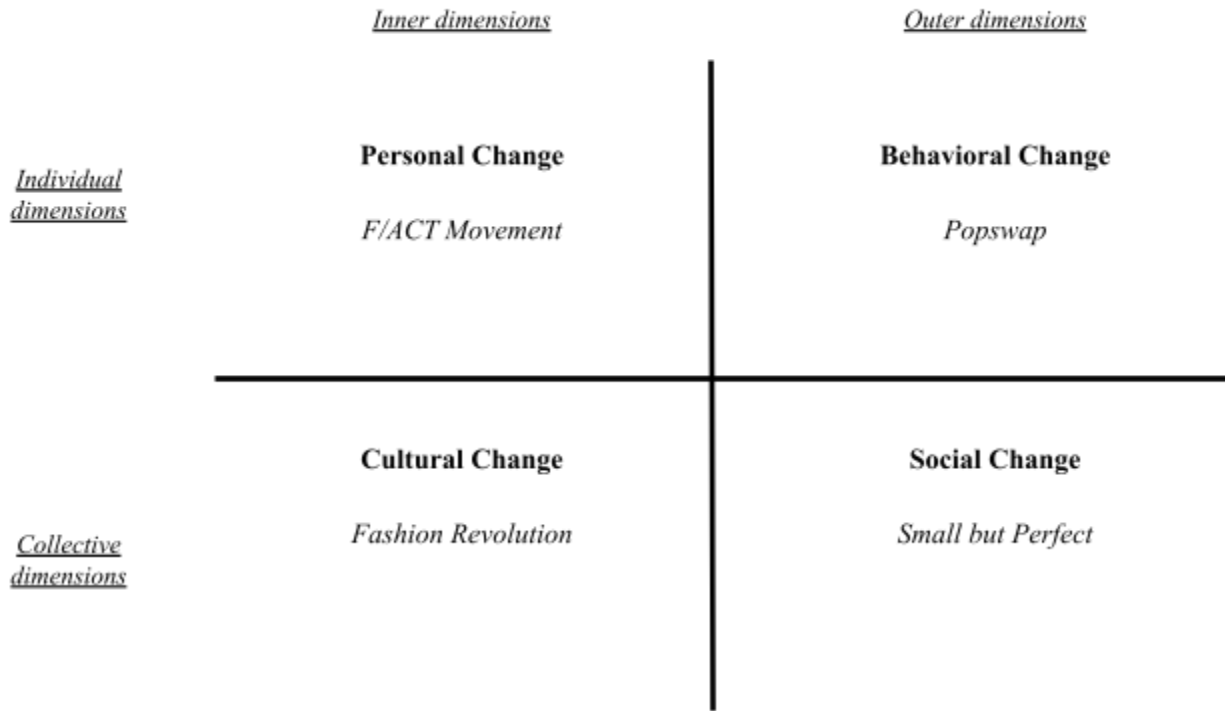 Inner dimensions
Outer dimensions
Personal Change
Behavioral Change
Individual
dimensions
F/ACT Movement
Popswap
Cultural Change
Social Change
Fashion Revolution
Small but Perfect
Collective
dimensions